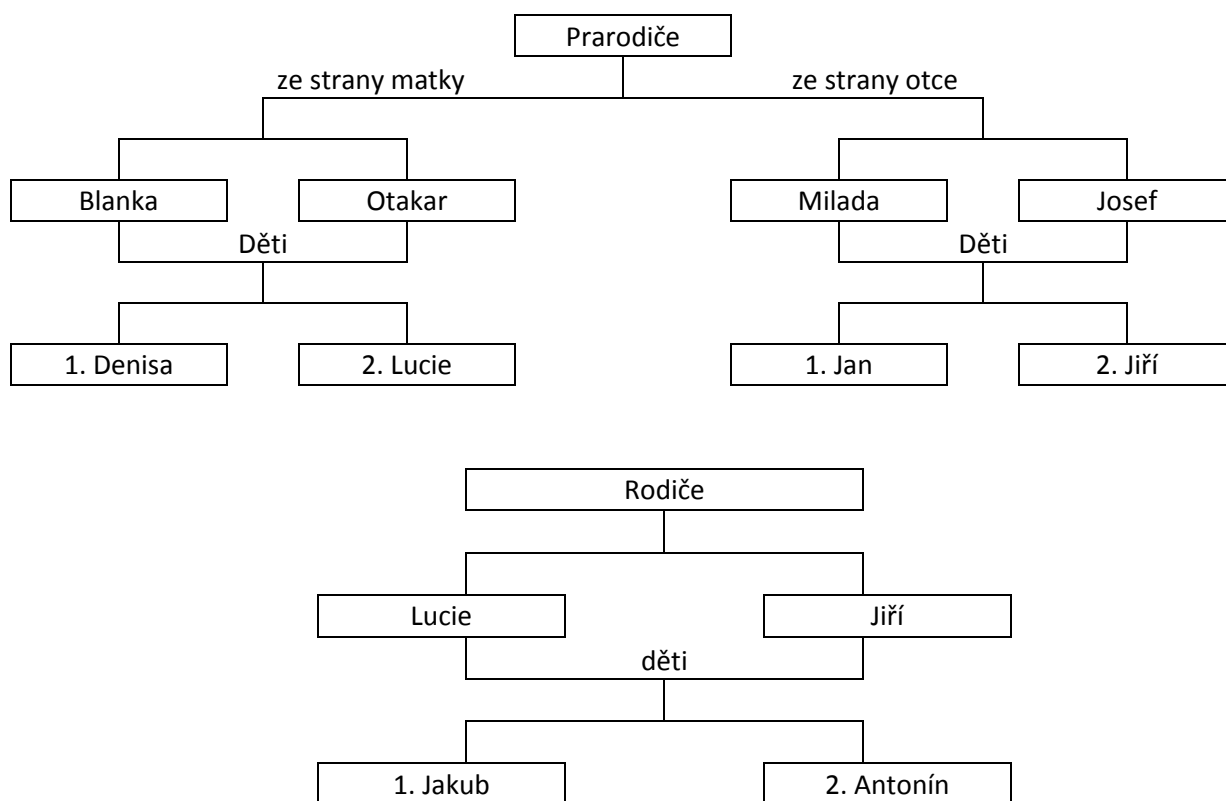 Prarodiče
ze strany matky ze strany otce
Blanka Otakar Milada Josef
Děti Děti
1. Denisa 2. Lucie 1. Jan 2. Jiří
Rodiče
Lucie Jiří
děti
1. Jakub 2. Antonín